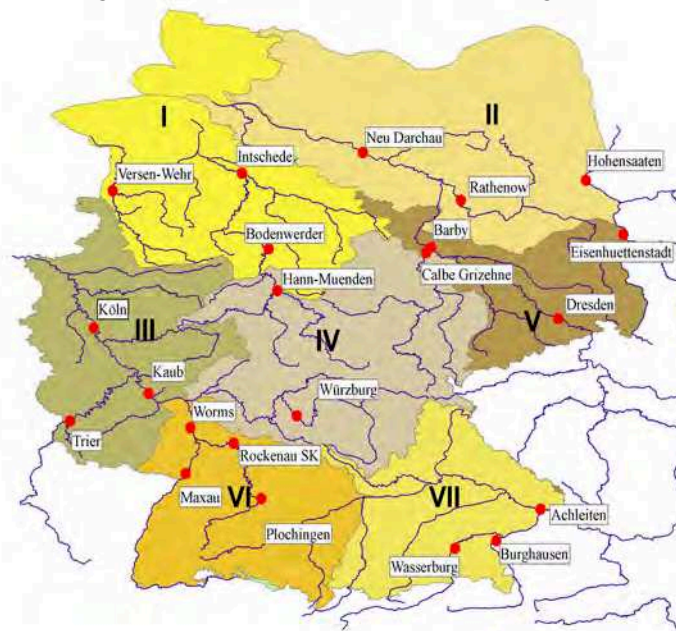 I
II
Neu Darchau
Intschede
Versen-Wehr
Hohensaaten
Rathenow
Bodenwerder
Barby
Eisenhuettenstadt
Calbe Grizehne
Hann-Muenden
Köln
Dresden
III
IV
V
Kaub
Würzburg
Worms
Trier
Rockenau SK
Maxau
VI
VII
Plochingen
Achleiten
Wasserburg
Burghausen